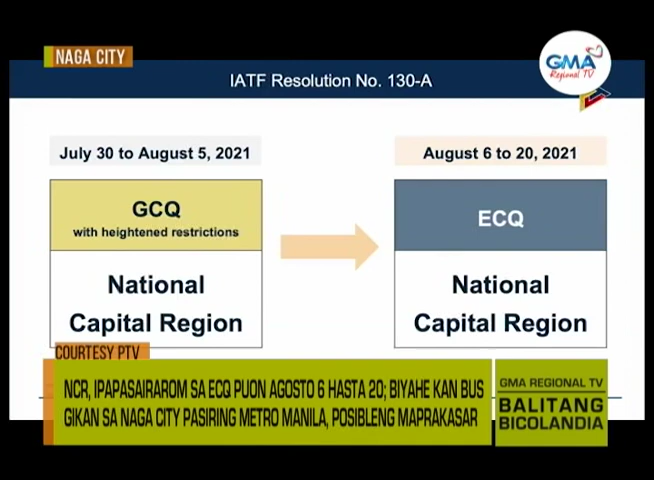 NAGA CITY
GMA
Regional TV
IATF Resolution No. 130-A
July 30 to August 5, 2021
August 6 to 20, 2021
GCQ
with heightened restrictions
ECQ
National
Capital Region
National
Capital Region
COURTESY PTV
NCR, IPAPASAIRAROM SA ECQ PUON AGOSTO 6 HASTA 20; BIYAHE KAN BUS
GIKAN SA NAGA CITY PASIRING METRO MANILA, POSIBLENG MAPRAKASAR
GMA REGIONAL TV
BALITANG
BICOLANDIA